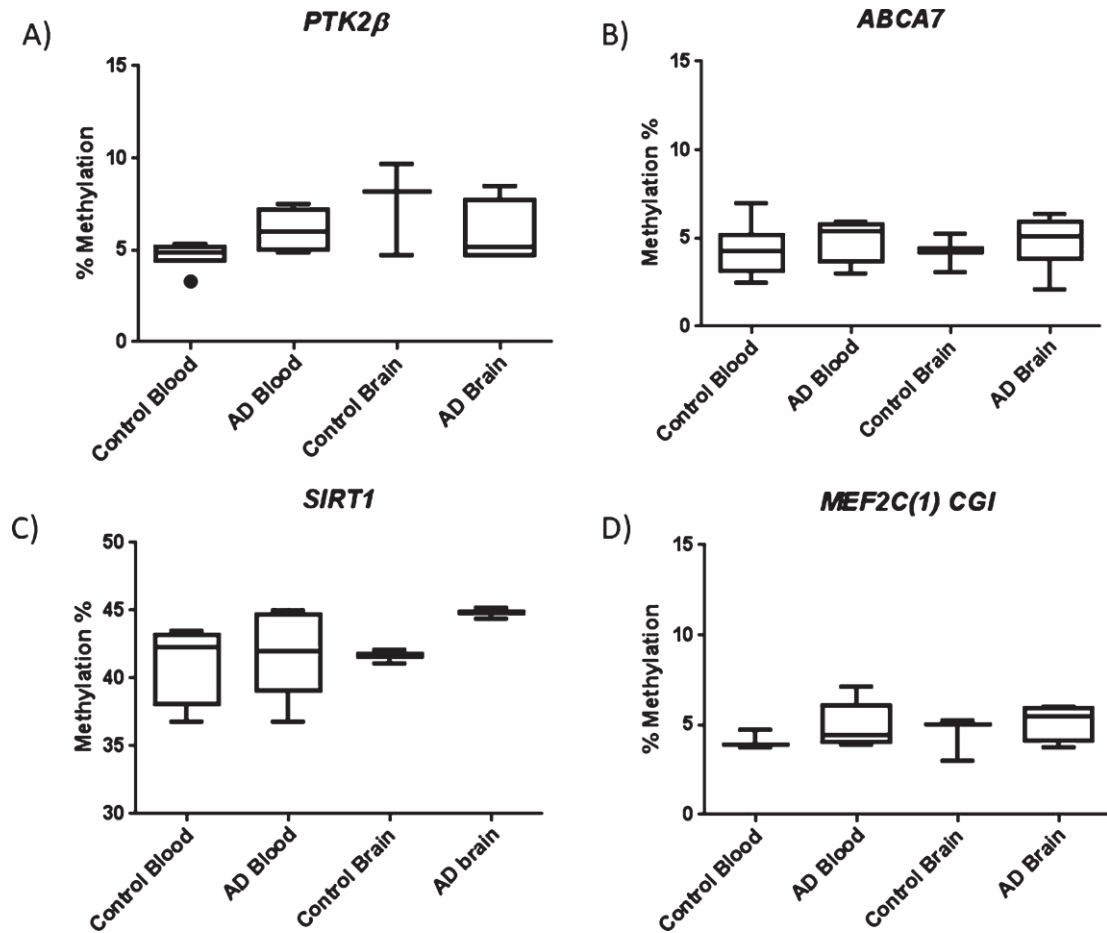 A)
PTK2β
% Methylation
15
10
5
0
Control Blood
AD Blood
Control Brain
AD Brain
B)
ABCA7
Methylation %
15
10
5
0
Control Blood
AD Blood
Control Brain
AD Brain
C)
SIRT1
Methylation %
50
45
40
35
30
Control Blood
AD Blood
Control Brain
AD brain
D)
MEF2C(1) CGI
% Methylation
15
10
5
0
Control Blood
AD Blood
Control Brain
AD Brain